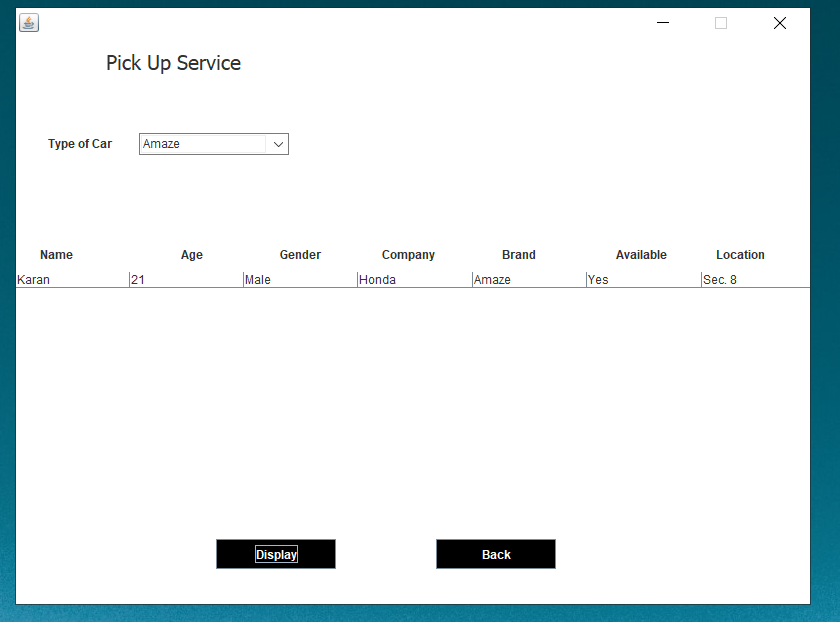 Pick Up Service
Type of Car Amaze
Name Age Gender Company Brand Available Location
Karan 21 Male Honda Amaze Yes Sec. 8
Display Back